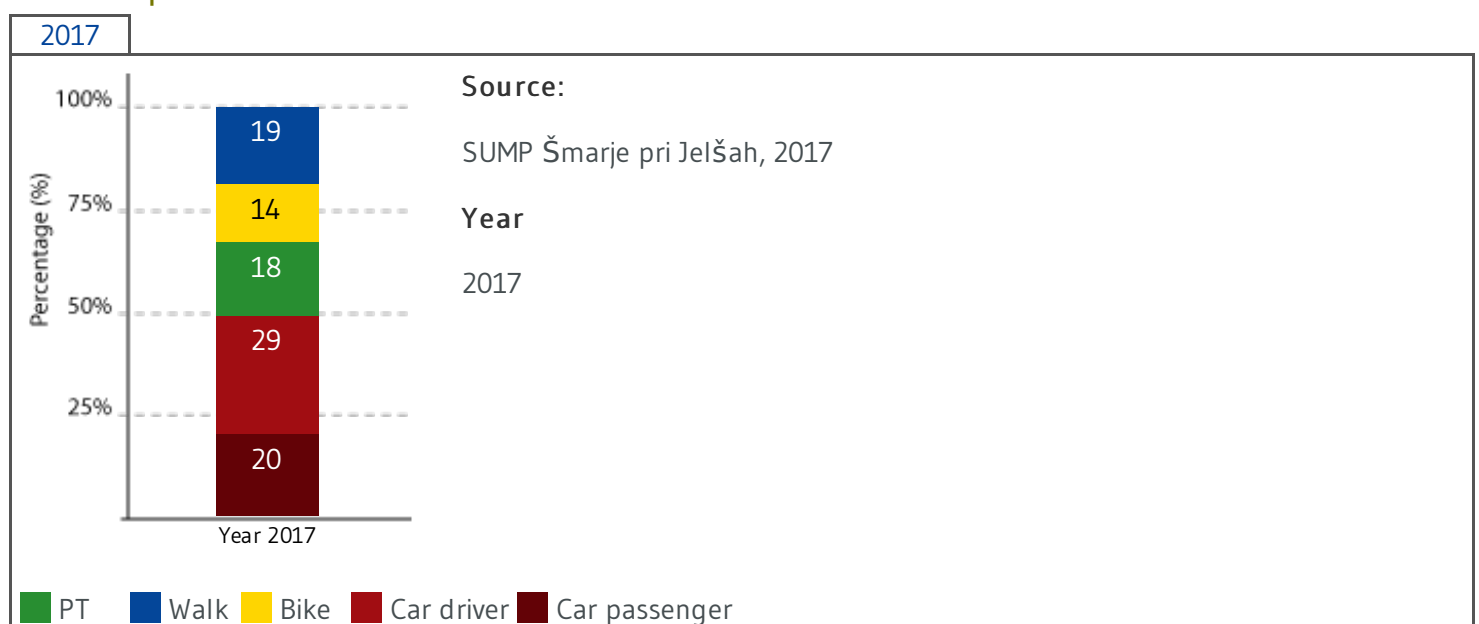 2017
100%
75%
50%
25%
Percentage (%)
19
14
18
29
20
Year 2017
Source:
SUMP Šmarje pri Jelšah, 2017
Year
2017
PT Walk Bike Car driver Car passenger